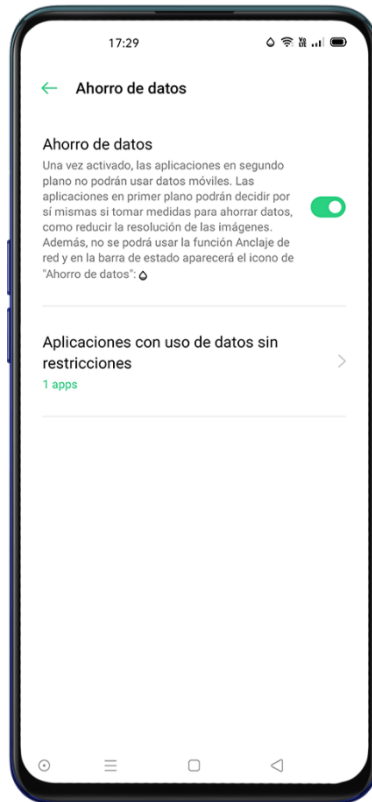 17:29
Ahorro de datos
Ahorro de datos
Una vez activado, las aplicaciones en segundo
plano no podrán usar datos móviles. Las
aplicaciones en primer plano podrán decidir por
sí mismas si tomar medidas para ahorrar datos,
como reducir la resolución de las imágenes.
Además, no se podrá usar la función Anclaje de
red y en la barra de estado aparecerá el icono de
"Ahorro de datos":
Aplicaciones con uso de datos sin
restricciones
1 apps